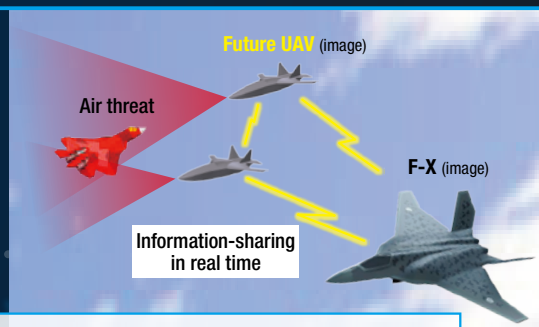 Future UAV (image)
Air threat
F-X (image)
Information-sharing
in real time